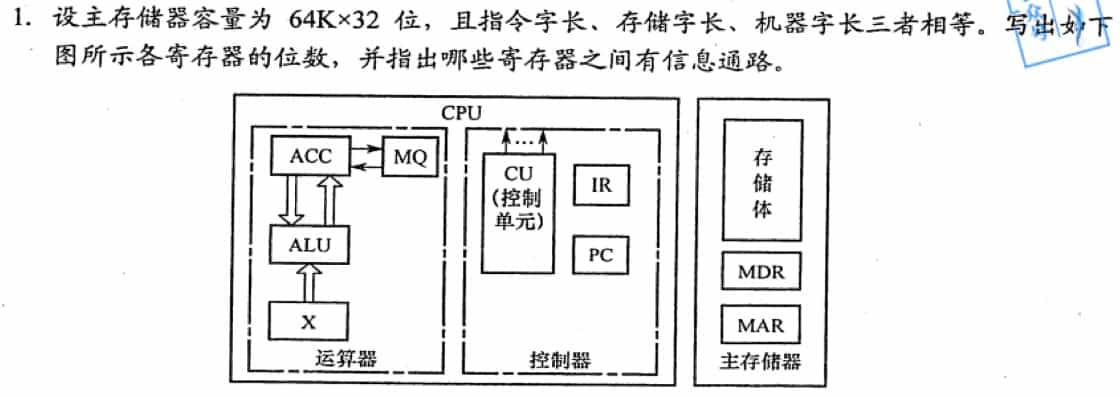 1. 设主存储器容量为 64K×32 位，且指令字长、存储字长、机器字长三者相等。写出如下
图所示各寄存器的位数，并指出哪些寄存器之间有信息通路。
CPU
ACC
MQ
ALU
X
运算器
...
CU
(控制
单元)
IR
PC
控制器
存
储
体
MDR
MAR
主存储器